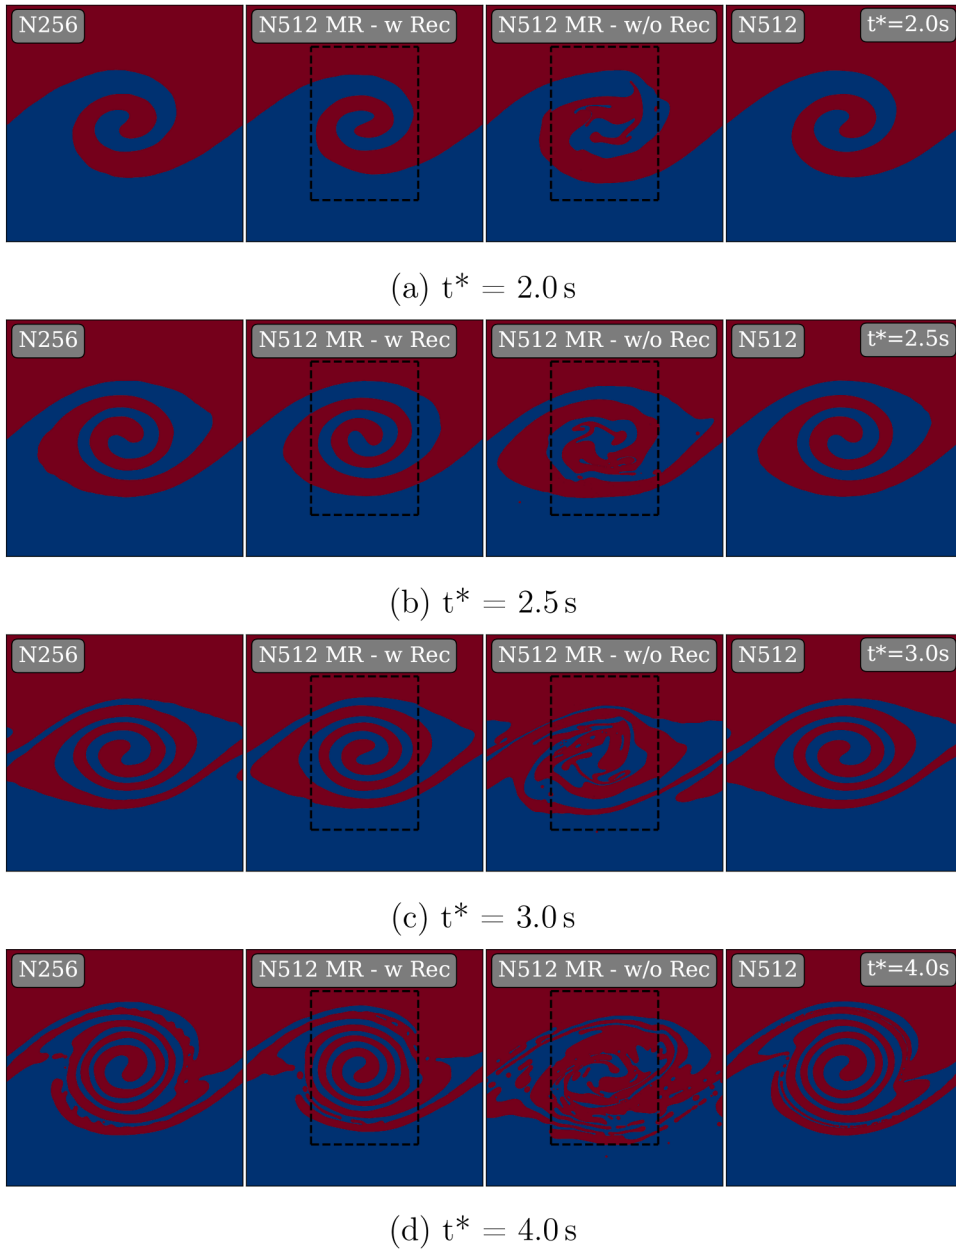 N256 N512 MR - w Rec N512 MR - w/o Rec N512 t*=2.0s
(a) t* = 2.0 s
N256 N512 MR - w Rec N512 MR - w/o Rec N512 t*=2.5s
(b) t* = 2.5 s
N256 N512 MR - w Rec N512 MR - w/o Rec N512 t*=3.0s
(c) t* = 3.0 s
N256 N512 MR - w Rec N512 MR - w/o Rec N512 t*=4.0s
(d) t* = 4.0 s